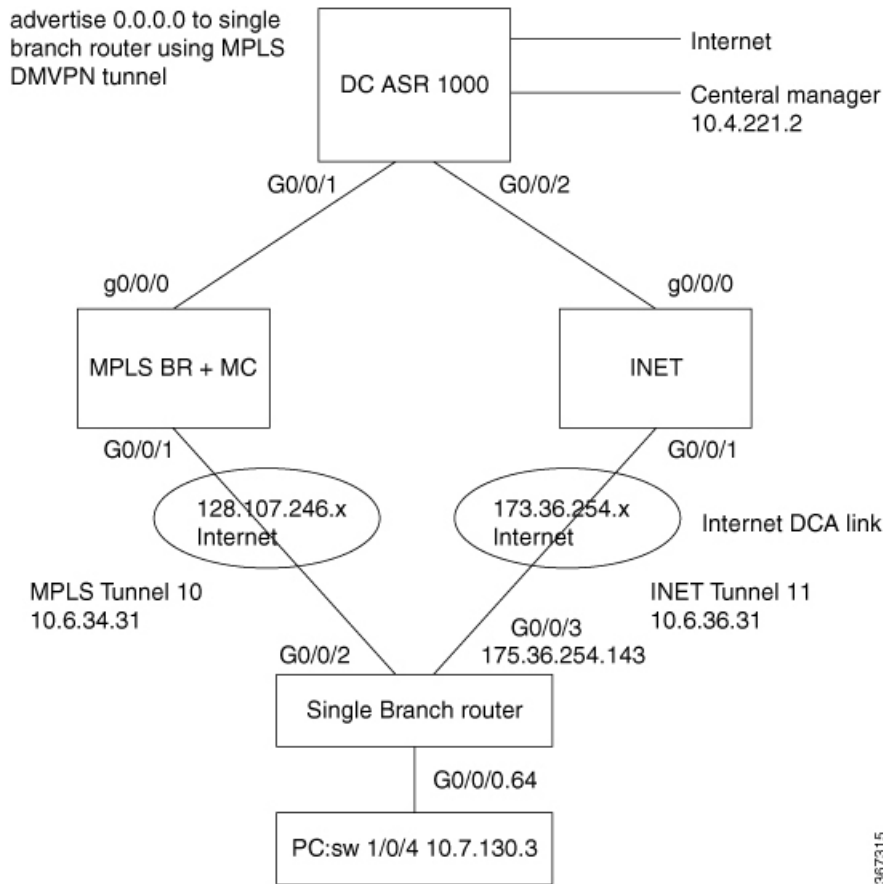 advertise 0.0.0.0 to single
branch router using MPLS
DMVPN tunnel
DC ASR 1000
Internet
Centeral manager
10.4.221.2
G0/0/1
G0/0/2
g0/0/0
g0/0/0
MPLS BR + MC
INET
G0/0/1
G0/0/1
128.107.246.x
Internet
173.36.254.x
Internet
Internet DCA link
MPLS Tunnel 10
10.6.34.31
INET Tunnel 11
10.6.36.31
G0/0/2
G0/0/3
175.36.254.143
Single Branch router
G0/0/0.64
PC:sw 1/0/4 10.7.130.3
367315